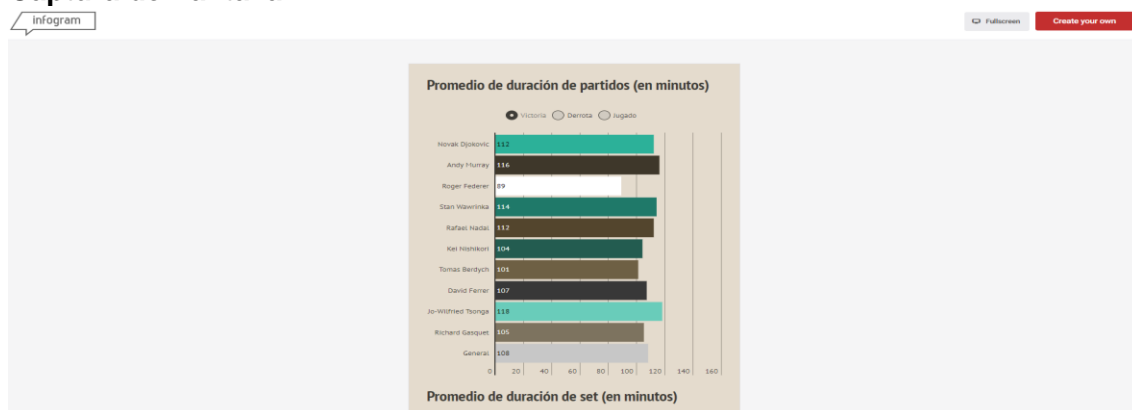 infogram
Fullscreen
Create your own
Promedio de duración de partidos (en minutos)
Victoria Derrota Jugado
Novak Djokovic 112
Andy Murray 116
Roger Federer 89
Stan Wawrinka 114
Rafael Nadal 112
Kei Nishikori 104
Tomas Berdych 101
David Ferrer 107
Jo-Wilfried Tsonga 118
Richard Gasquet 105
General 108
0 20 40 60 80 100 120 140 160
Promedio de duración de set (en minutos)